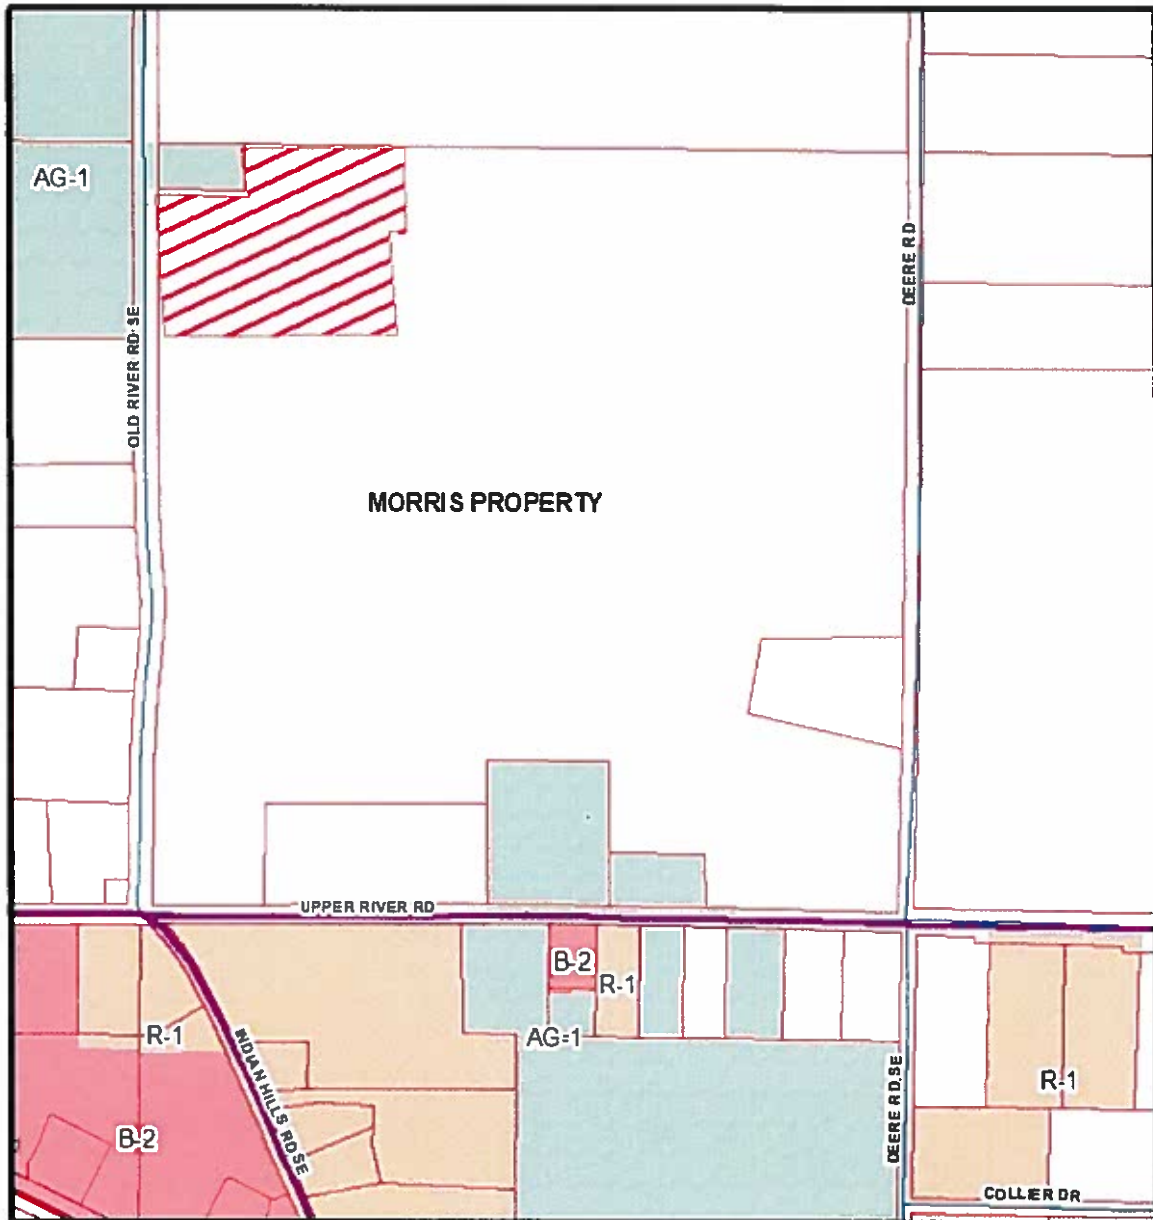 AG-1
DEERE RD
OLD RIVER RD SE
MORRIS PROPERTY
UPPER RIVER RD
B-2
R-1
R-1
AG-1
INDIAN HILLS RD SE
R-1
DEERE RD SE
B-2
COLLIER DR